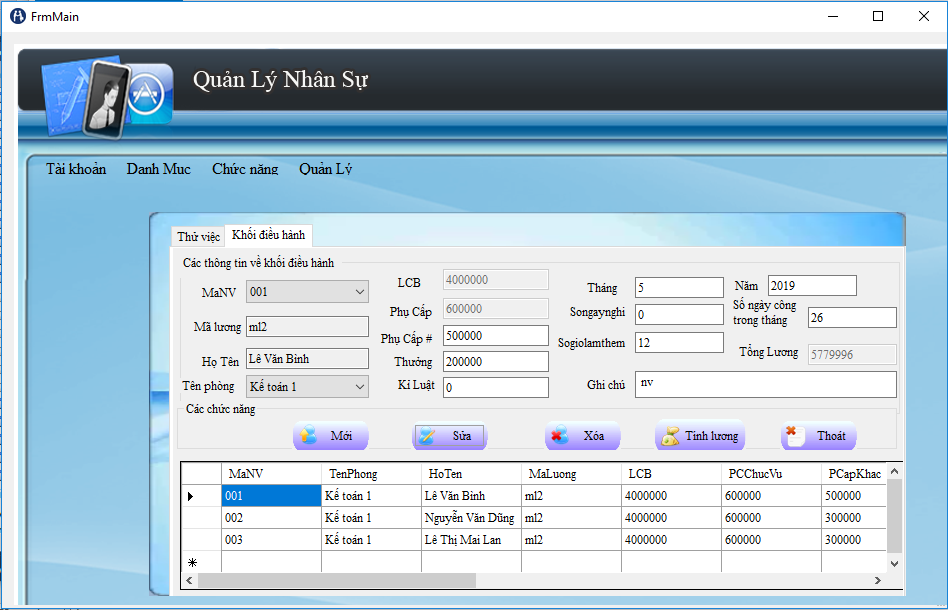 FrmMain
Quản Lý Nhân Sự
Tài khoản Danh Muc Chức năng Quản Lý
Thử việc Khối điều hành
Các thông tin về khối điều hành
MaNV 001 LCB 4000000 Tháng 5 Năm 2019
Mã lương ml2 Phụ Cấp 600000 Songaynghi 0 Số ngày công trong tháng 26
Phụ Cấp # 500000 Sogiolamthem 12
Họ Tên Lê Văn Bình Thưởng 200000 Tổng Lương 5779996
Tên phòng Kế toán 1 Kỉ Luật 0 Ghi chú nv
Các chức năng
Mới Sửa Xóa Tính lương Thoát
MaNV TenPhong HoTen MaLuong LCB PCChucVu PCapKhac
001 Kế toán 1 Lê Văn Bình ml2 4000000 600000 500000
002 Kế toán 1 Nguyễn Văn Dũng ml2 4000000 600000 300000
003 Kế toán 1 Lê Thị Mai Lan ml2 4000000 600000 300000